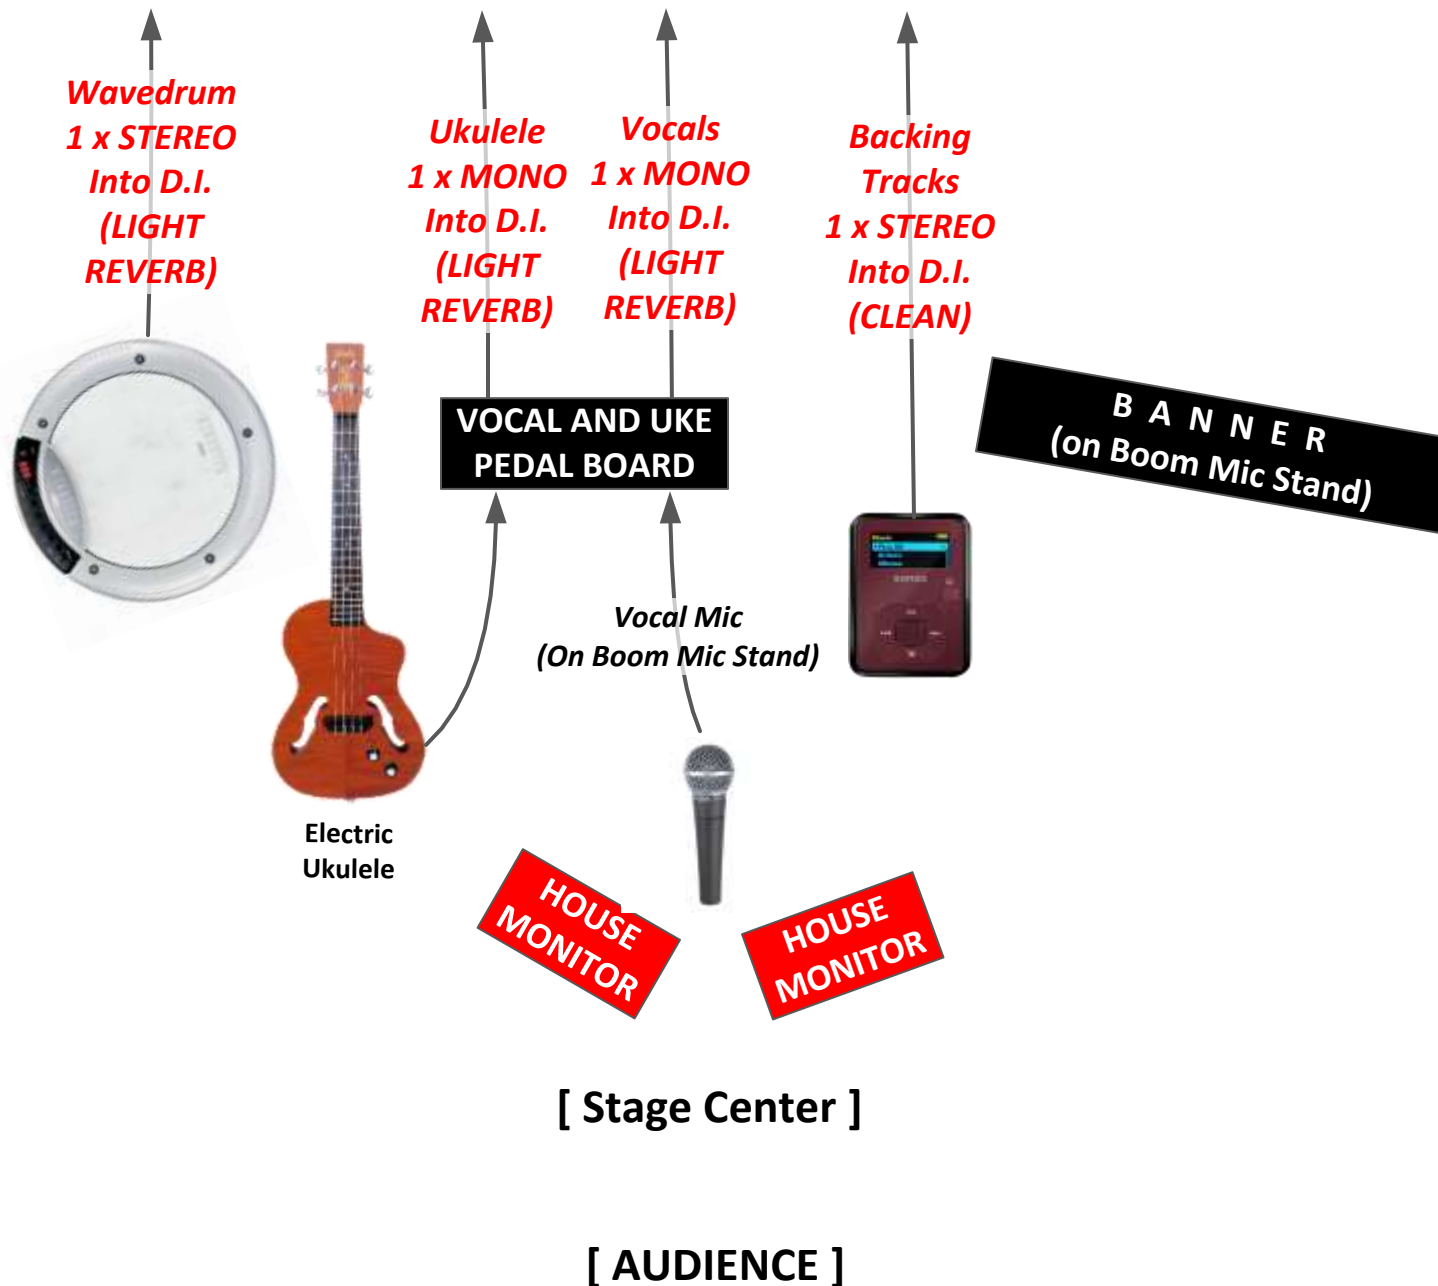 Wavedrum
1 x STEREO
Into D.I.
(LIGHT
REVERB)
Ukulele
1 x MONO
Into D.I.
(LIGHT
REVERB)
Vocals
1 x MONO
Into D.I.
(LIGHT
REVERB)
Backing
Tracks
1 x STEREO
Into D.I.
(CLEAN)
VOCAL AND UKE
PEDAL BOARD
B A N N E R
(on Boom Mic Stand)
Vocal Mic
(On Boom Mic Stand)
Electric
Ukulele
HOUSE
MONITOR
HOUSE
MONITOR
[ Stage Center ]
[ AUDIENCE ]